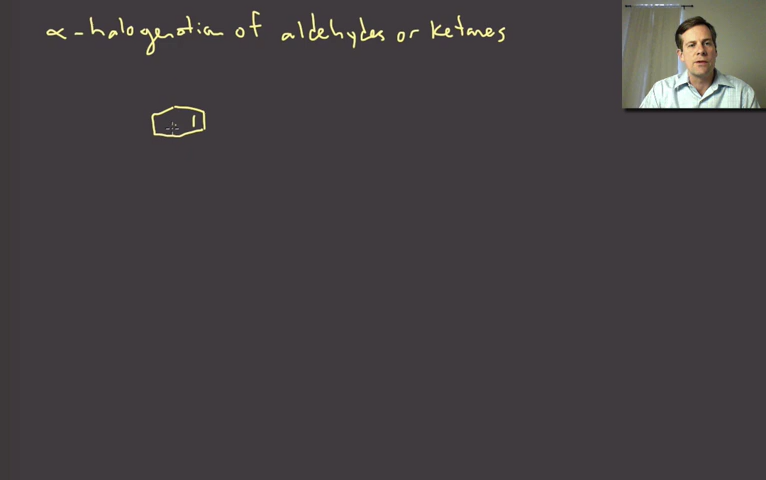 ∝-halogenation of aldehydes or ketones